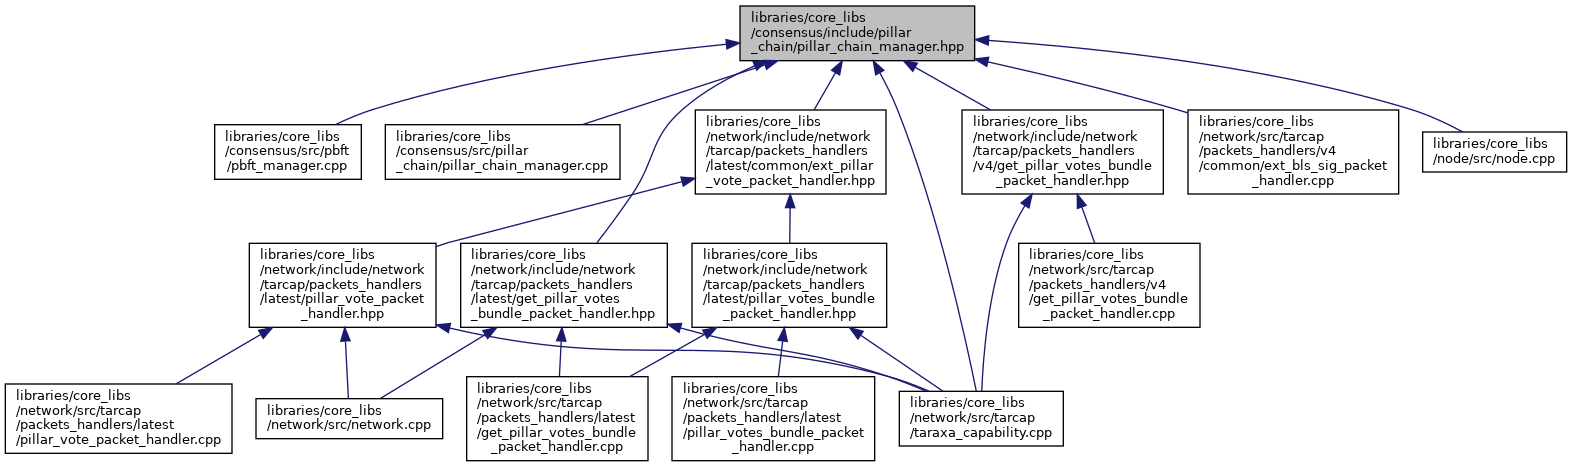 libraries/core_libs
/consensus/include/pillar
_chain/pillar_chain_manager.hpp
libraries/core_libs
/consensus/src/pbft
/pbft_manager.cpp
libraries/core_libs
/consensus/src/pillar
_chain/pillar_chain_manager.cpp
libraries/core_libs
/network/include/network
/tarcap/packets_handlers
/latest/common/ext_pillar
_vote_packet_handler.hpp
libraries/core_libs
/network/include/network
/tarcap/packets_handlers
/v4/get_pillar_votes_bundle
_packet_handler.hpp
libraries/core_libs
/network/src/tarcap
/packets_handlers/v4
/common/ext_bls_sig_packet
_handler.cpp
libraries/core_libs
/node/src/node.cpp
libraries/core_libs
/network/include/network
/tarcap/packets_handlers
/latest/pillar_vote_packet
_handler.hpp
libraries/core_libs
/network/include/network
/tarcap/packets_handlers
/latest/get_pillar_votes
_bundle_packet_handler.hpp
libraries/core_libs
/network/include/network
/tarcap/packets_handlers
/latest/pillar_votes_bundle
_packet_handler.hpp
libraries/core_libs
/network/src/tarcap
/packets_handlers/v4
/get_pillar_votes_bundle
_packet_handler.cpp
libraries/core_libs
/network/src/tarcap
/packets_handlers/latest
/pillar_vote_packet_handler.cpp
libraries/core_libs
/network/src/network.cpp
libraries/core_libs
/network/src/tarcap
/packets_handlers/latest
/get_pillar_votes_bundle
_packet_handler.cpp
libraries/core_libs
/network/src/tarcap
/packets_handlers/latest
/pillar_votes_bundle_packet
_handler.cpp
libraries/core_libs
/network/src/tarcap
/taraxa_capability.cpp